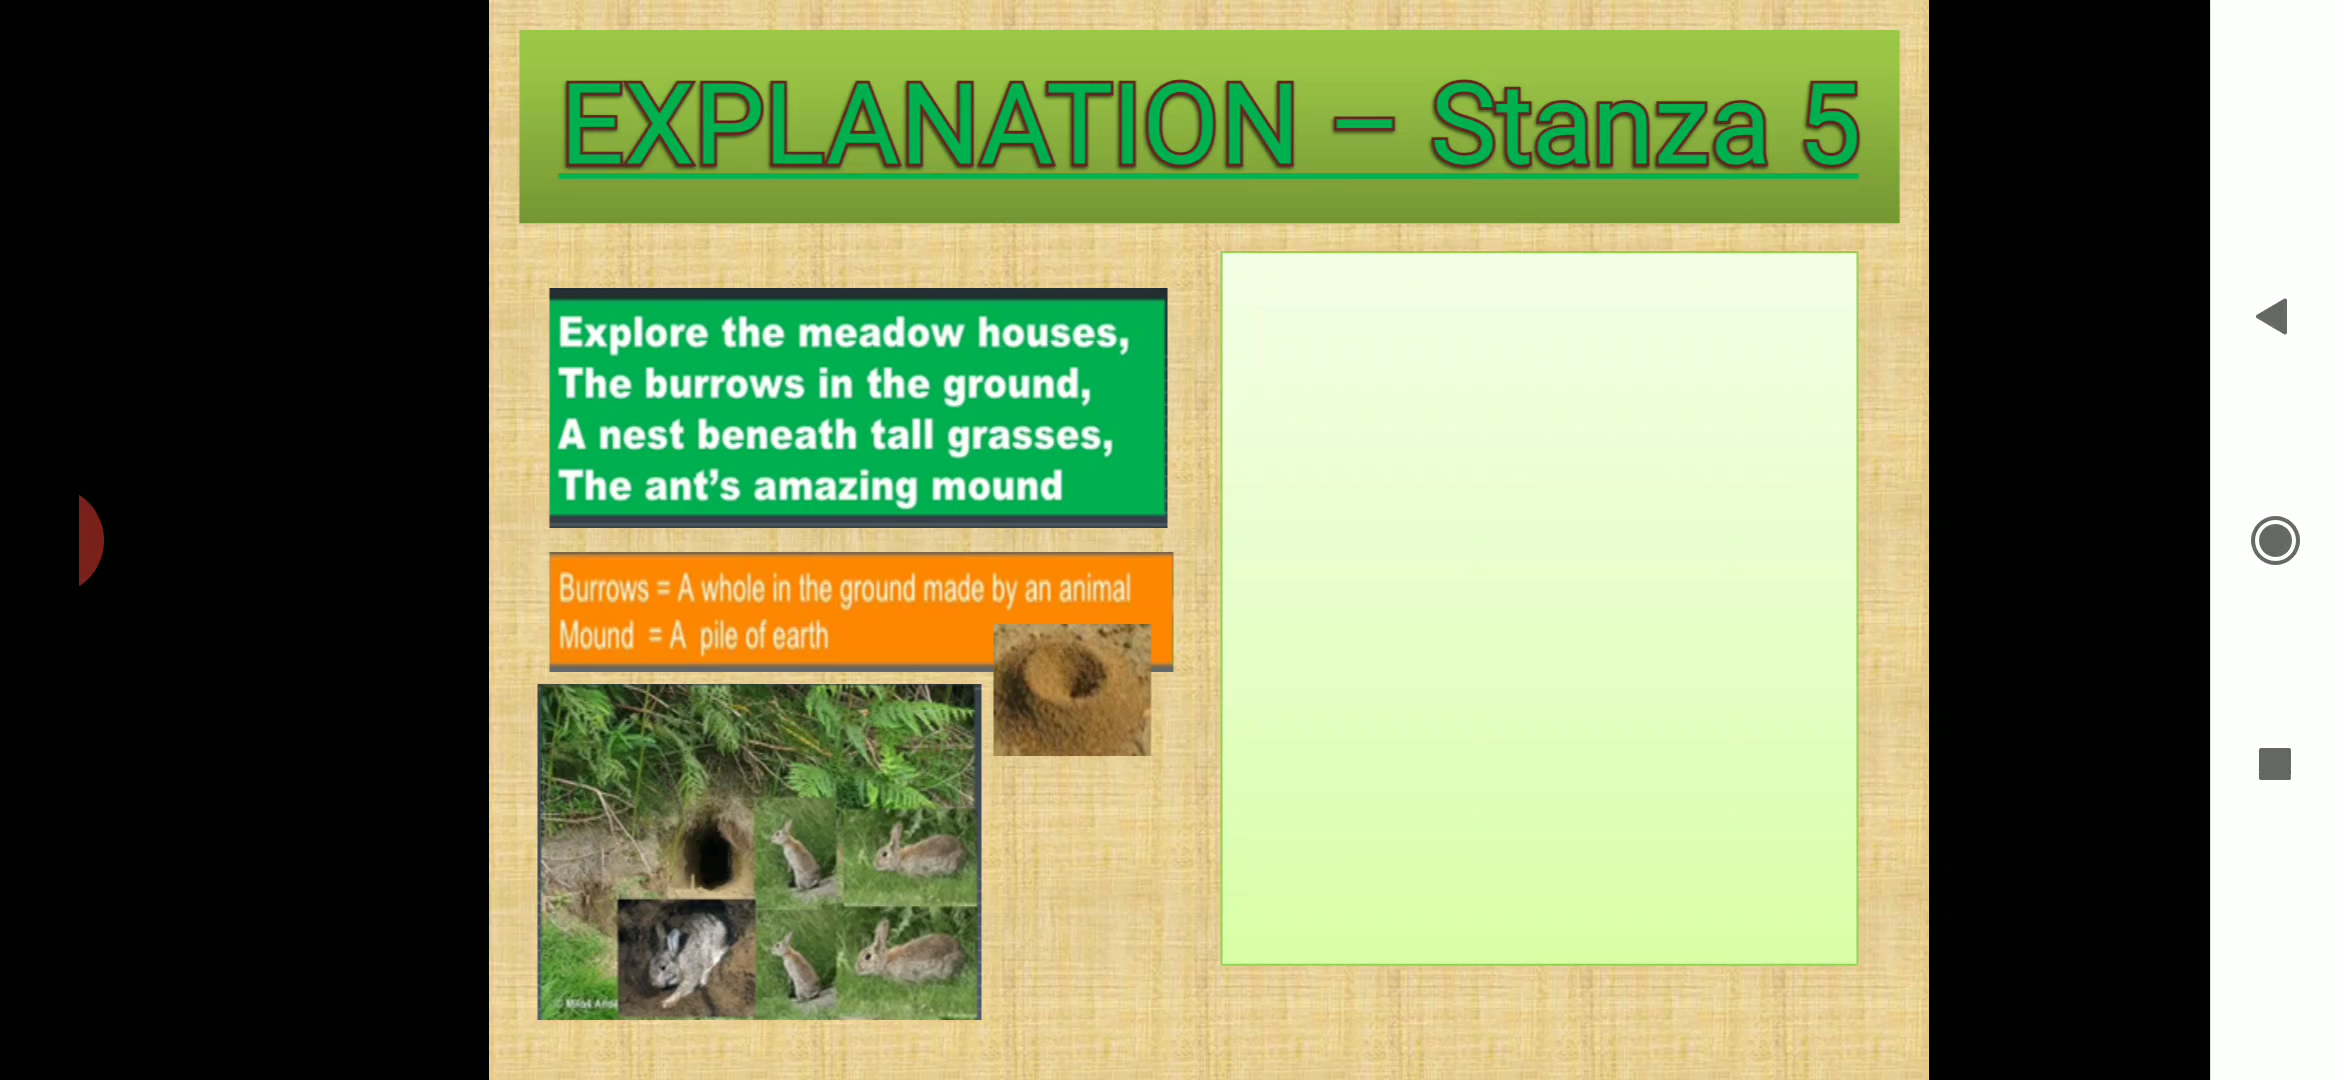 EXPLANATION – Stanza 5
Explore the meadow houses,
The burrows in the ground,
A nest beneath tall grasses,
The ant’s amazing mound
Burrows = A whole in the ground made by an animal
Mound = A pile of earth